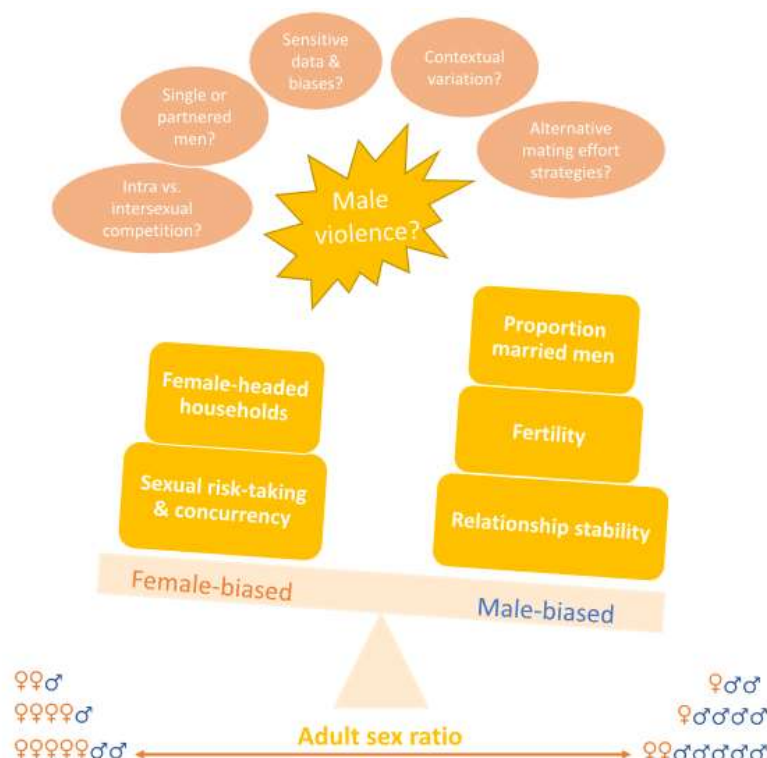 Sensitive
data &
biases?
Contextual
variation?
Single or
partnered
men?
Alternative
mating effort
strategies?
Intra vs.
intersexual
competition?
Male
violence?
Proportion
married men
Female-headed
households
Fertility
Sexual risk-taking
& concurrency
Relationship stability
Female-biased
Male-biased
♀♀♂
♀♂♂
♀♀♀♀♂
♀♂♂♂♂
Adult sex ratio
♀♀♀♀♀♂♂
♀♀♂♂♂♂♂